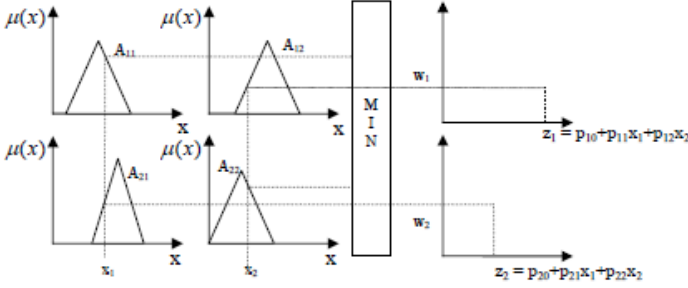 μ(x)
A₁₁
x
μ(x)
A₁₂
x
M
I
N
w₁
z₁ = p₁₀+p₁₁x₁+p₁₂x₂
μ(x)
A₂₁
x
x₁
μ(x)
A₂₂
x
x₂
w₂
z₂ = p₂₀+p₂₁x₁+p₂₂x₂